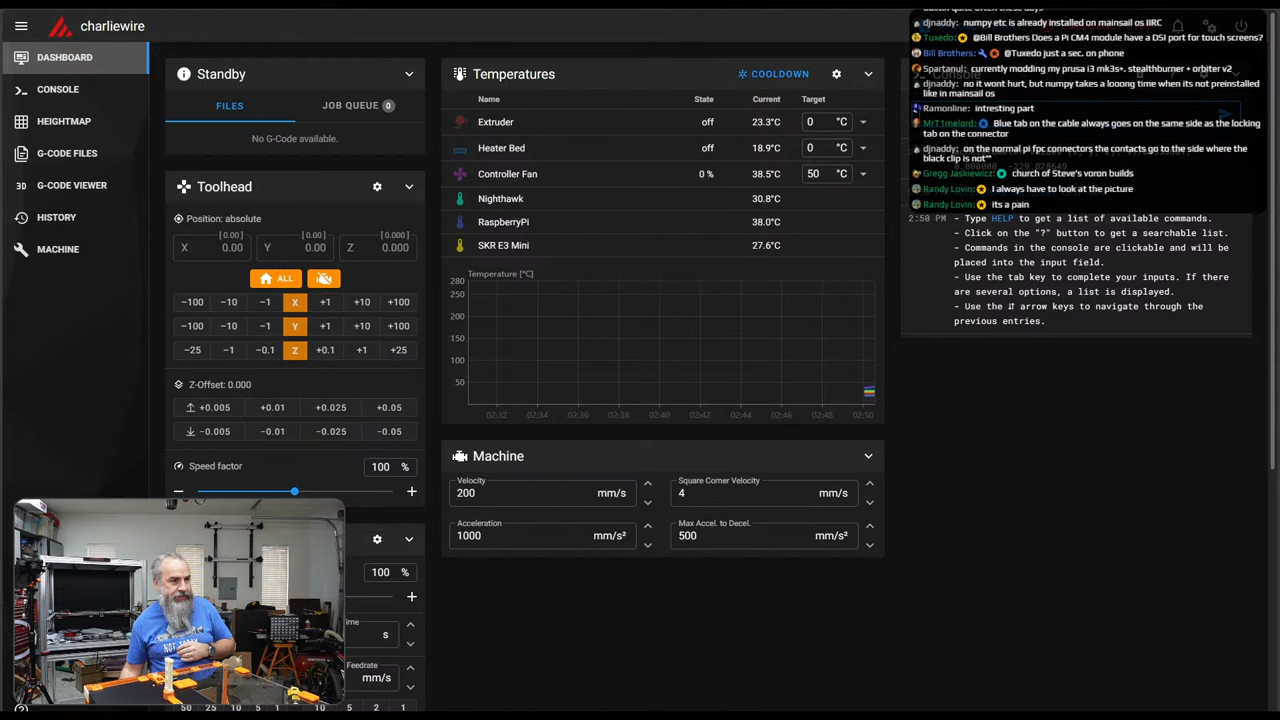 charliewire
DASHBOARD
CONSOLE
HEIGHTMAP
G-CODE FILES
G-CODE VIEWER
HISTORY
MACHINE
Standby
FILES
JOB QUEUE 0
No G-Code available.
Toolhead
Position: absolute
[0.00] [0.00] [0.000]
X 0.00 Y 0.00 Z 0.000
ALL
-100 -10 -1 X +1 +10 +100
-100 -10 -1 Y +1 +10 +100
-25 -1 -0.1 Z +0.1 +1 +25
Z-Offset: 0.000
+0.005 +0.01 +0.025 +0.05
-0.005 -0.01 -0.025 -0.05
Speed factor 100 %
100 %
s
Feedrate
mm/s
50 25 10 5 1 10 5 2 1
Temperatures
COOLDOWN
Name State Current Target
Extruder off 23.3°C 0 °C
Heater Bed off 18.9°C 0 °C
Controller Fan 0 % 38.5°C 50 °C
Nighthawk 30.8°C
RaspberryPi 38.0°C
SKR E3 Mini 27.6°C
Temperature [°C]
280
250
200
150
100
50
02:32 02:34 02:36 02:38 02:40 02:42 02:44 02:46 02:48 02:50
Machine
Velocity
200 mm/s
Square Corner Velocity
4 mm/s
Acceleration
1000 mm/s²
Max Accel. to Decel.
500 mm/s²
djnaddy: numpy etc is already installed on mainsail os IIRC
Tuxedo: @Bill Brothers Does a Pi CM4 module have a DSI port for touch screens?
Bill Brothers: @Tuxedo just a sec. on phone
Spartanul: currently modding my prusa i3 mk3s+. stealthburner + orbiter v2
djnaddy: no it wont hurt, but numpy takes a looong time when its not preinstalled
like in mainsail os
Ramonline: intresting part
MrT1melord: Blue tab on the cable always goes on the same side as the locking
tab on the connector
djnaddy: on the normal pi fpc connectors the contacts go to the side where the
black clip is not^^
Gregg Jaskiewicz: church of Steve's voron builds
Randy Lovin: I always have to look at the picture
Randy Lovin: its a pain
2:50 PM - Type HELP to get a list of available commands.
- Click on the "?" button to get a searchable list.
- Commands in the console are clickable and will be
placed into the input field.
- Use the tab key to complete your inputs. If there
are several options, a list is displayed.
- Use the ⇵ arrow keys to navigate through the
previous entries.